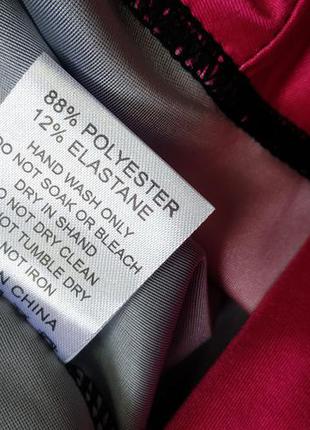 88% POLYESTER
12% ELASTANE
HAND WASH ONLY
DO NOT SOAK OR BLEACH
DRY IN SHAND
DO NOT DRY CLEAN
NOT TUMBLE DRY
NOT IRON
IN CHINA